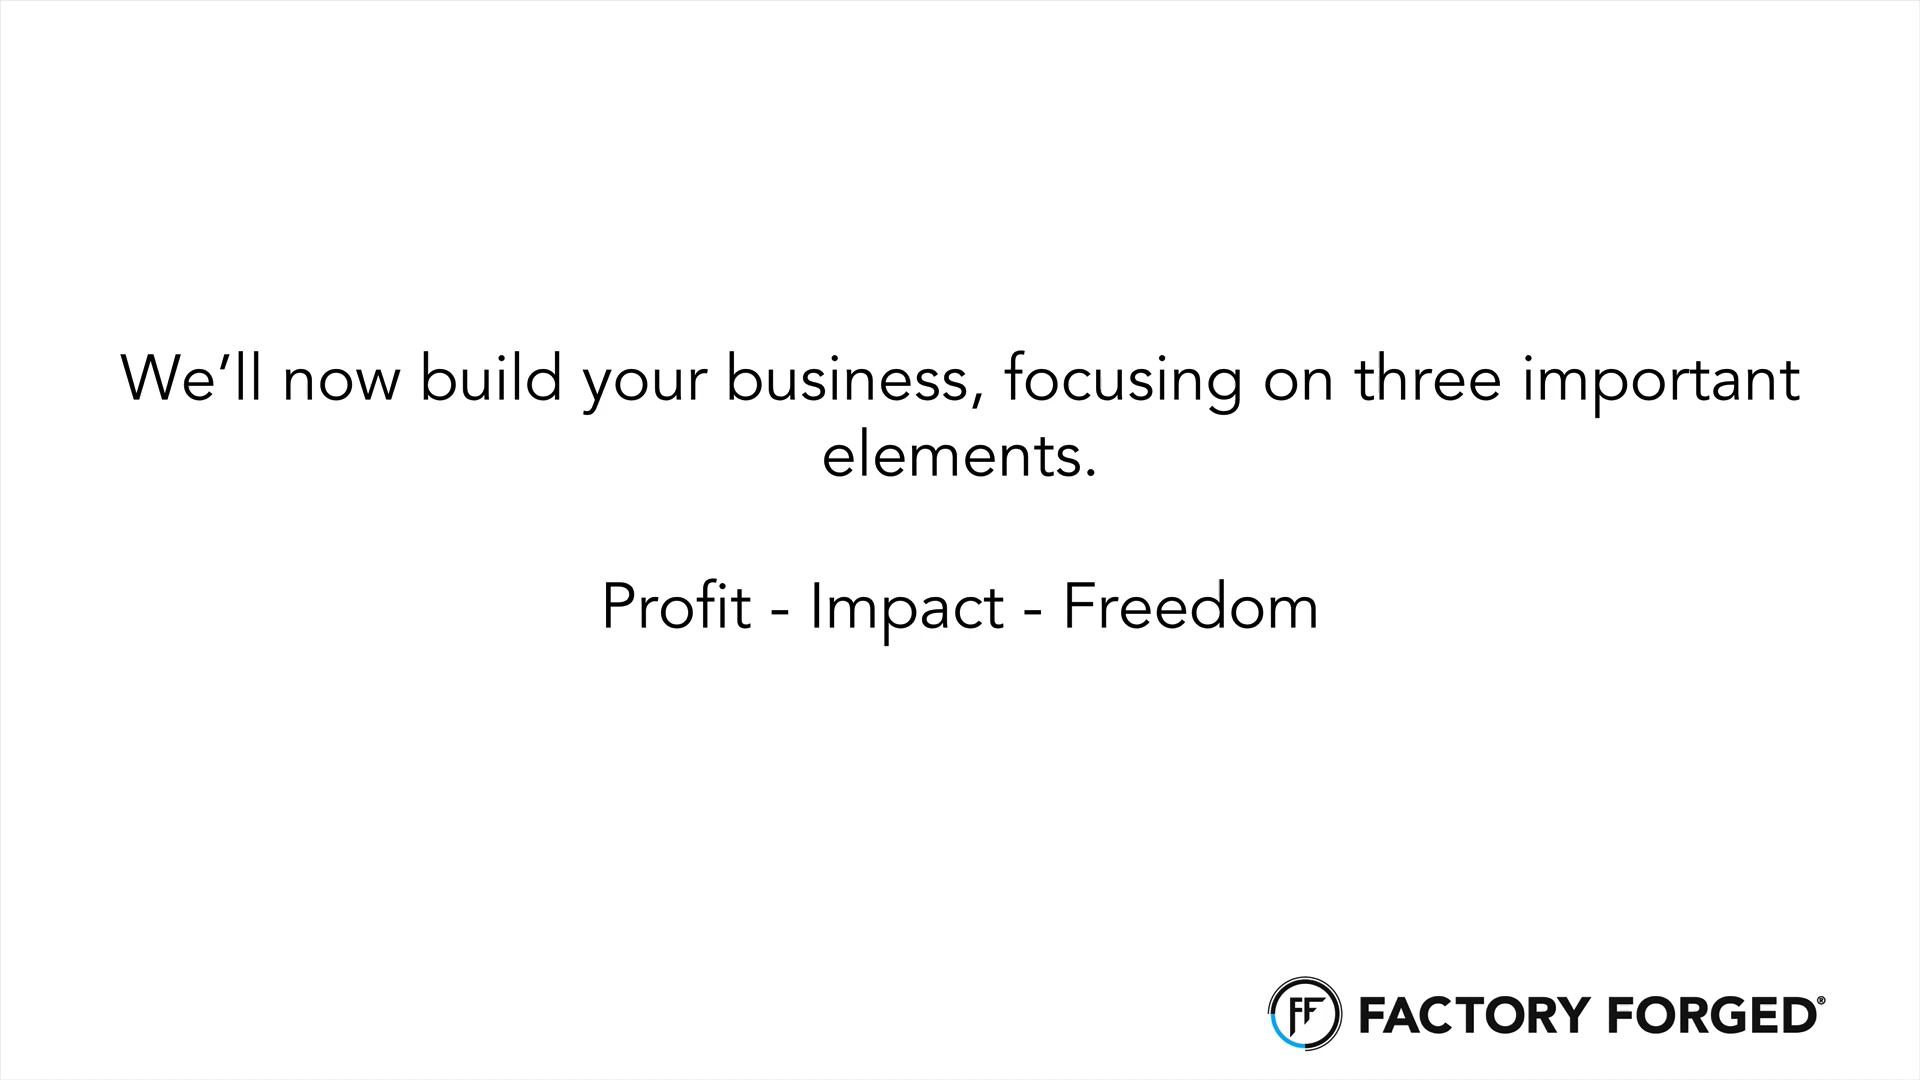 We‘ll now build your business, focusing on three important
elements.
Profit - Impact - Freedom
FF FACTORY FORGED®